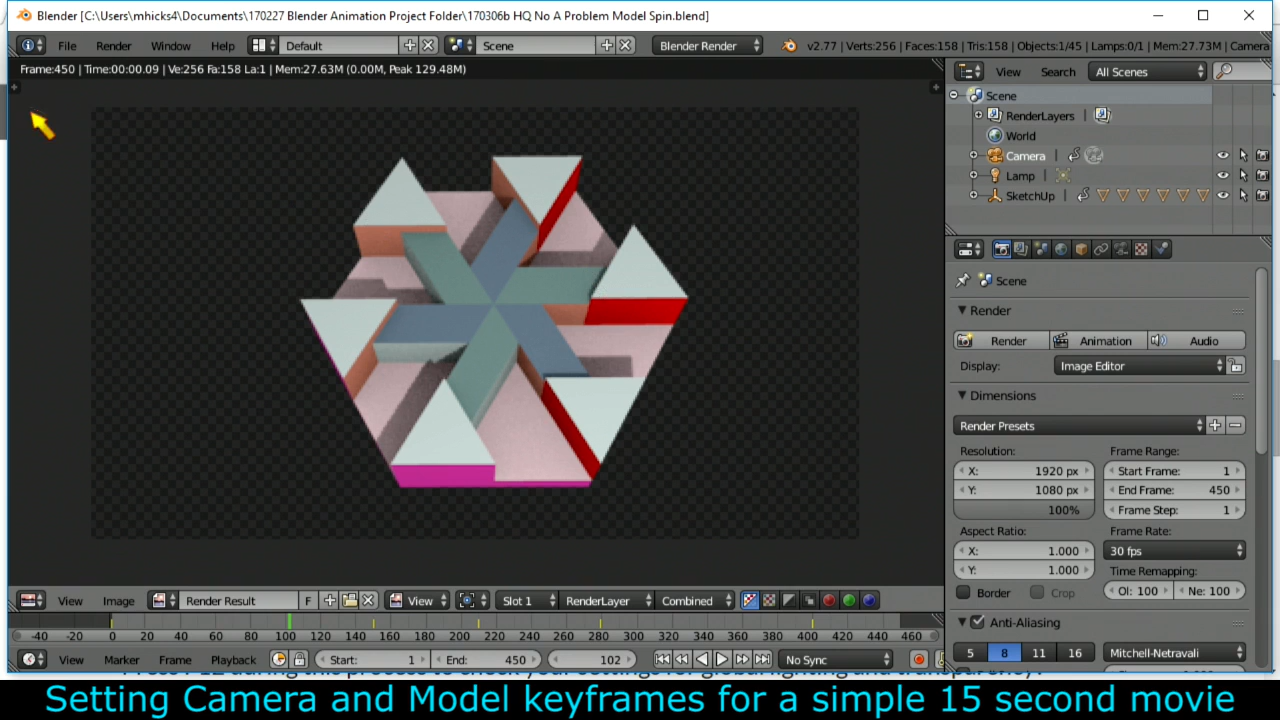 Blender [C:\Users\mhicks4\Documents\170227 Blender Animation Project Folder\170306b HQ No A Problem Model Spin.blend]
File Render Window Help Default Scene Blender Render v2.77 | Verts:256 | Faces:158 | Tris:158 | Objects:1/45 | Lamps:0/1 | Mem:27.73M | Camera
Frame:450 | Time:00:00.09 | Ve:256 Fa:158 La:1 | Mem:27.63M (0.00M, Peak 129.48M)
View Search All Scenes
Scene
RenderLayers |
World
Camera |
Lamp |
SketchUp |
Scene
Render
Render Animation Audio
Display: Image Editor
Dimensions
Render Presets
Resolution: Frame Range:
X: 1920 px Start Frame: 1
Y: 1080 px End Frame: 450
100% Frame Step: 1
Aspect Ratio: Frame Rate:
X: 1.000 30 fps
Y: 1.000 Time Remapping:
Border Crop Ol: 100 Ne: 100
Anti-Aliasing
5 8 11 16 Mitchell-Netravali
View Image Render Result F View Slot 1 RenderLayer Combined
-40 -20 0 20 40 60 80 100 120 140 160 180 200 220 240 260 280 300 320 340 360 380 400 420 440 460
View Marker Frame Playback Start: 1 End: 450 102 No Sync
Setting Camera and Model keyframes for a simple 15 second movie